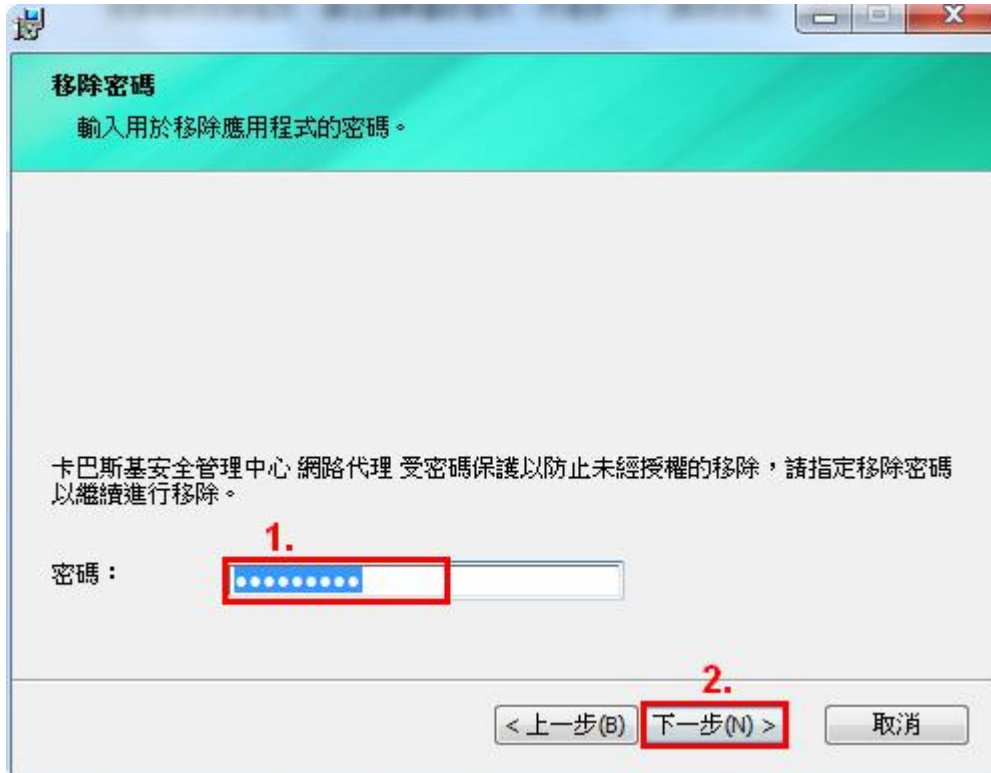 移除密碼
輸入用於移除應用程式的密碼。
卡巴斯基安全管理中心 網路代理 受密碼保護以防止未經授權的移除，請指定移除密碼
以繼續進行移除。
1.
密碼：
●●●●●●●●●
2.
< 上一步(B)
下一步(N) >
取消